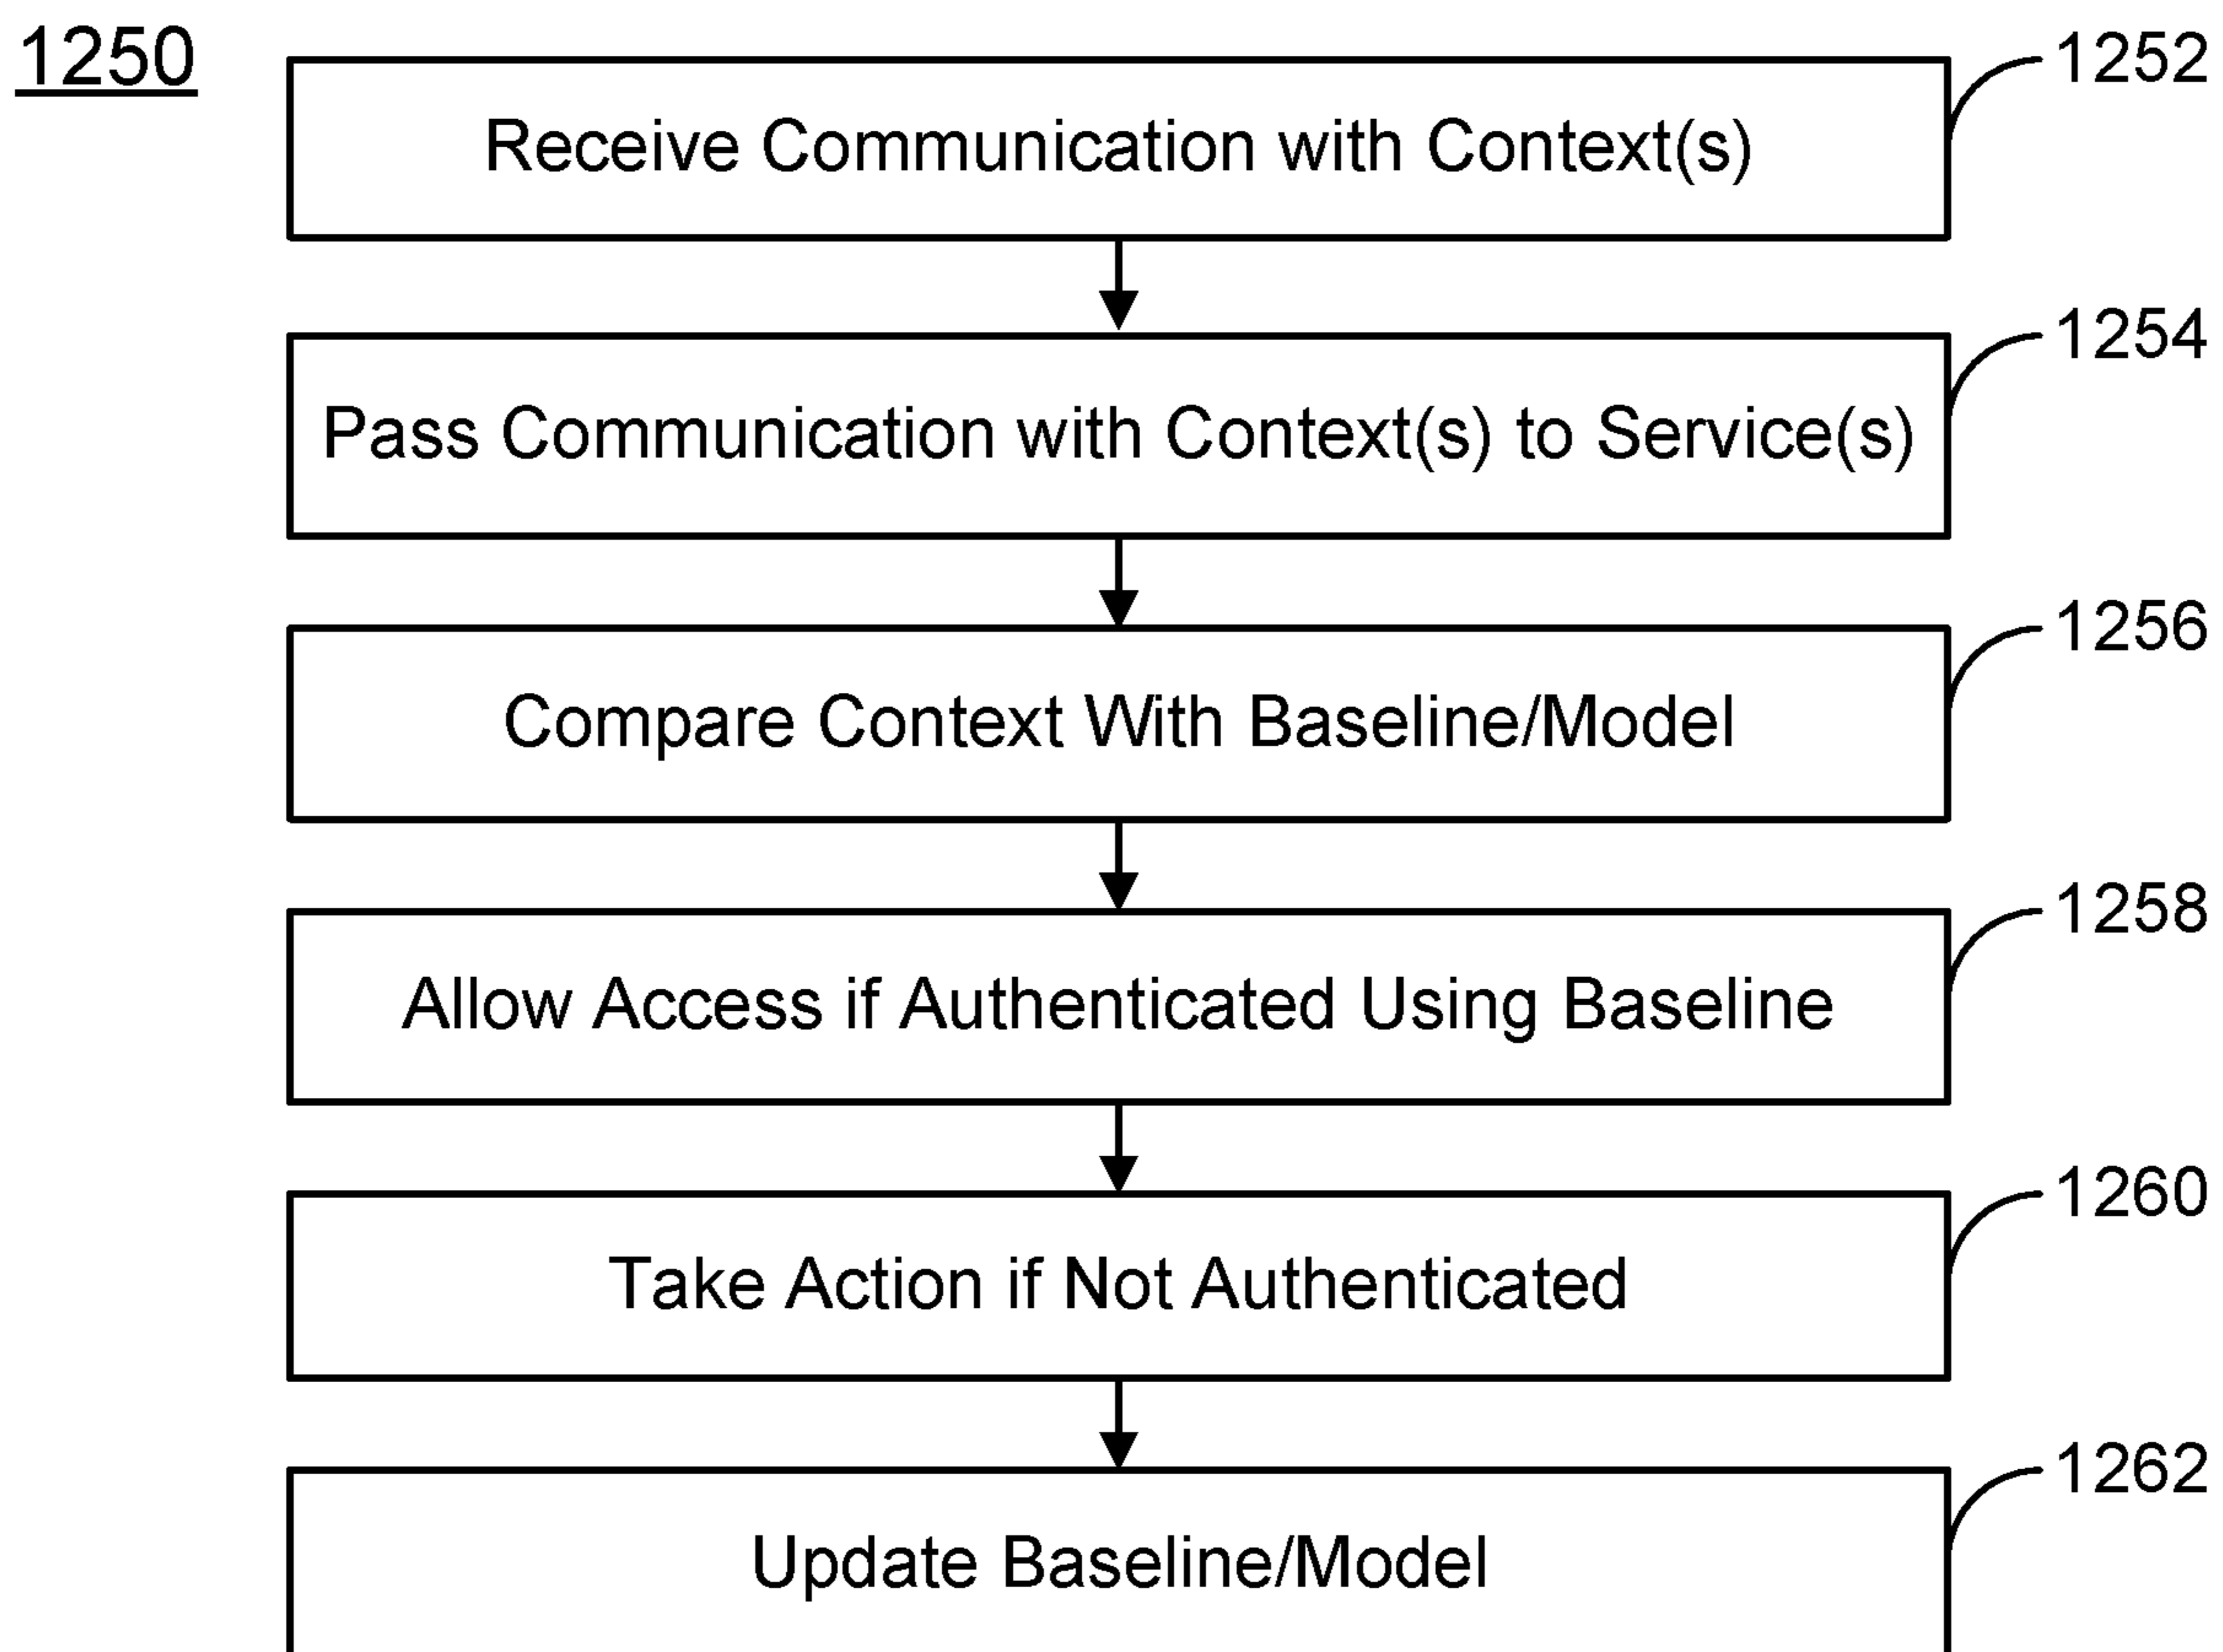 1250
Receive Communication with Context(s)
1252
Pass Communication with Context(s) to Service(s)
1254
Compare Context With Baseline/Model
1256
Allow Access if Authenticated Using Baseline
1258
Take Action if Not Authenticated
1260
Update Baseline/Model
1262